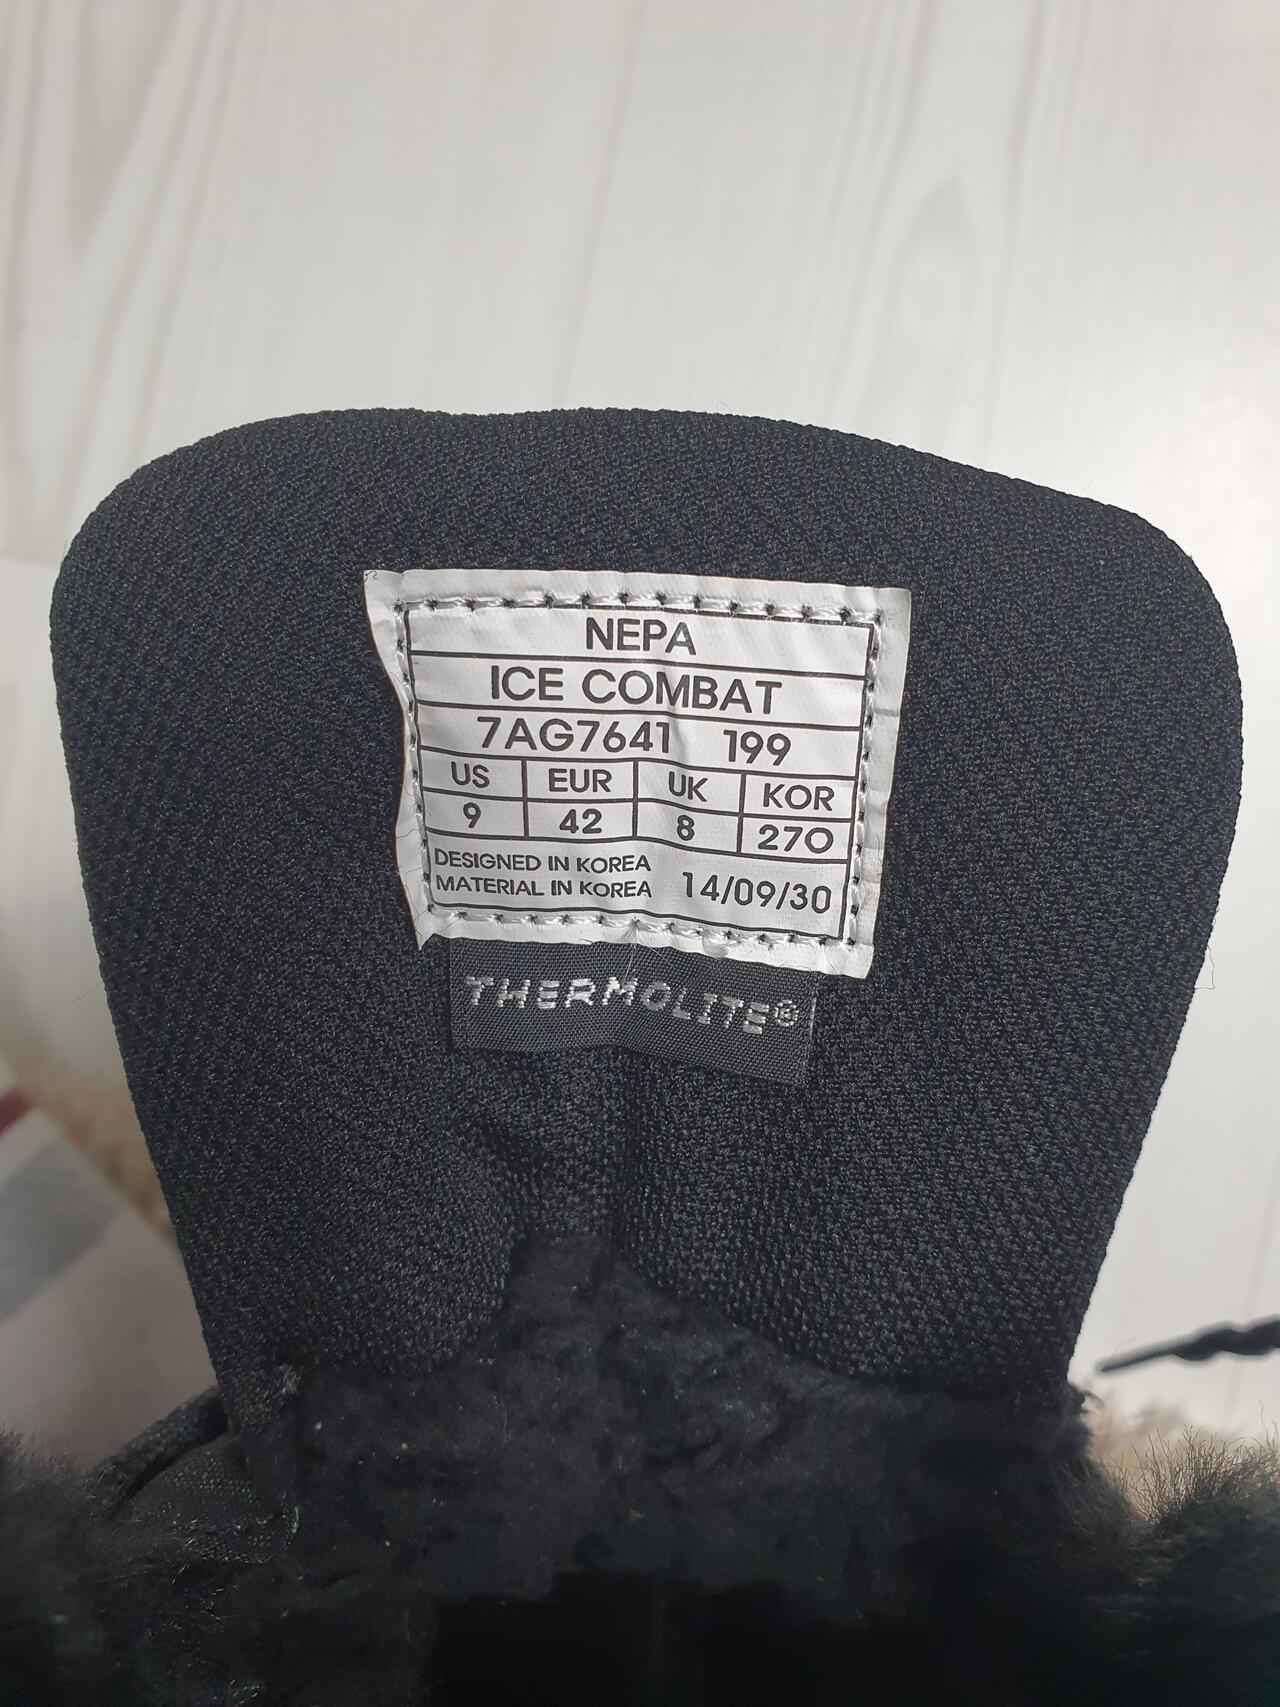 NEPA
ICE COMBAT
7AG7641 199
US EUR UK KOR
9 42 8 270
DESIGNED IN KOREA
MATERIAL IN KOREA 14/09/30
THERMOLITE®